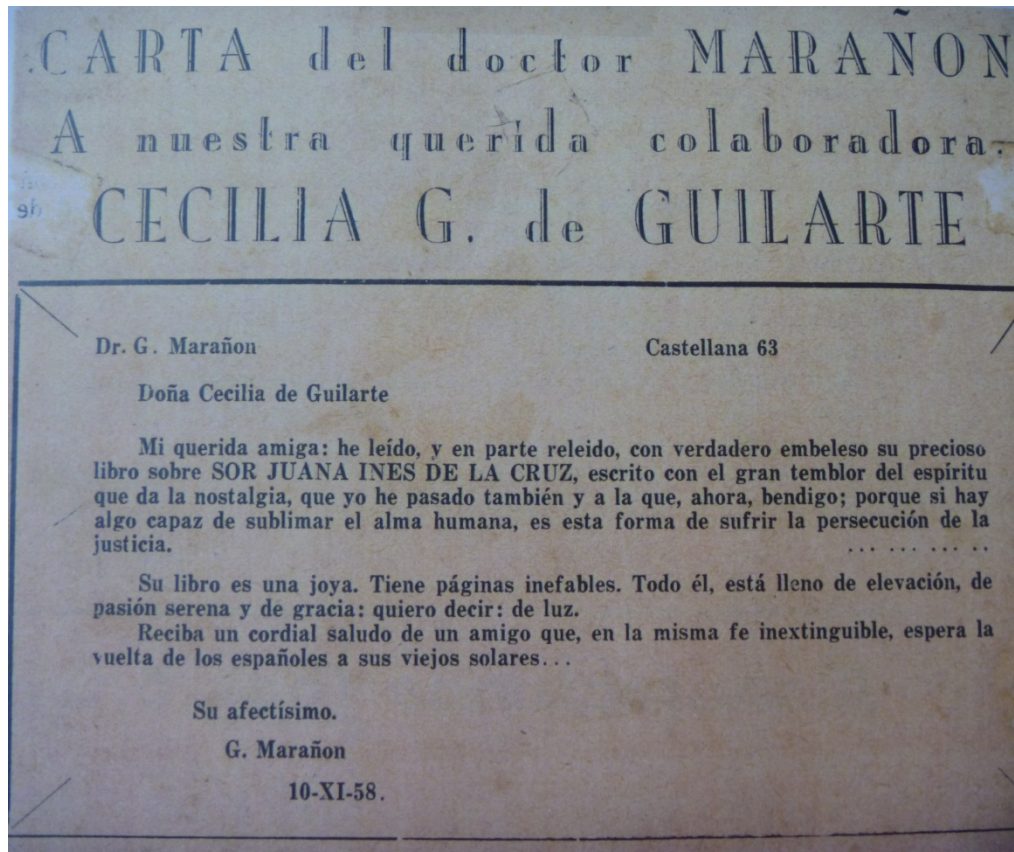 CARTA del doctor MARAÑON
A nuestra querida colaboradora.
CECILIA G. de GUILARTE
Dr. G. Marañon Castellana 63
Doña Cecilia de Guilarte
Mi querida amiga: he leído, y en parte releido, con verdadero embeleso su precioso
libro sobre SOR JUANA INES DE LA CRUZ, escrito con el gran temblor del espíritu
que da la nostalgia, que yo he pasado también y a la que, ahora, bendigo; porque si hay
algo capaz de sublimar el alma humana, es esta forma de sufrir la persecución de la
justicia. ... ... ... ..
Su libro es una joya. Tiene páginas inefables. Todo él, está lleno de elevación, de
pasión serena y de gracia: quiero decir: de luz.
Reciba un cordial saludo de un amigo que, en la misma fe inextinguible, espera la
vuelta de los españoles a sus viejos solares...
Su afectísimo.
G. Marañon
10-XI-58.